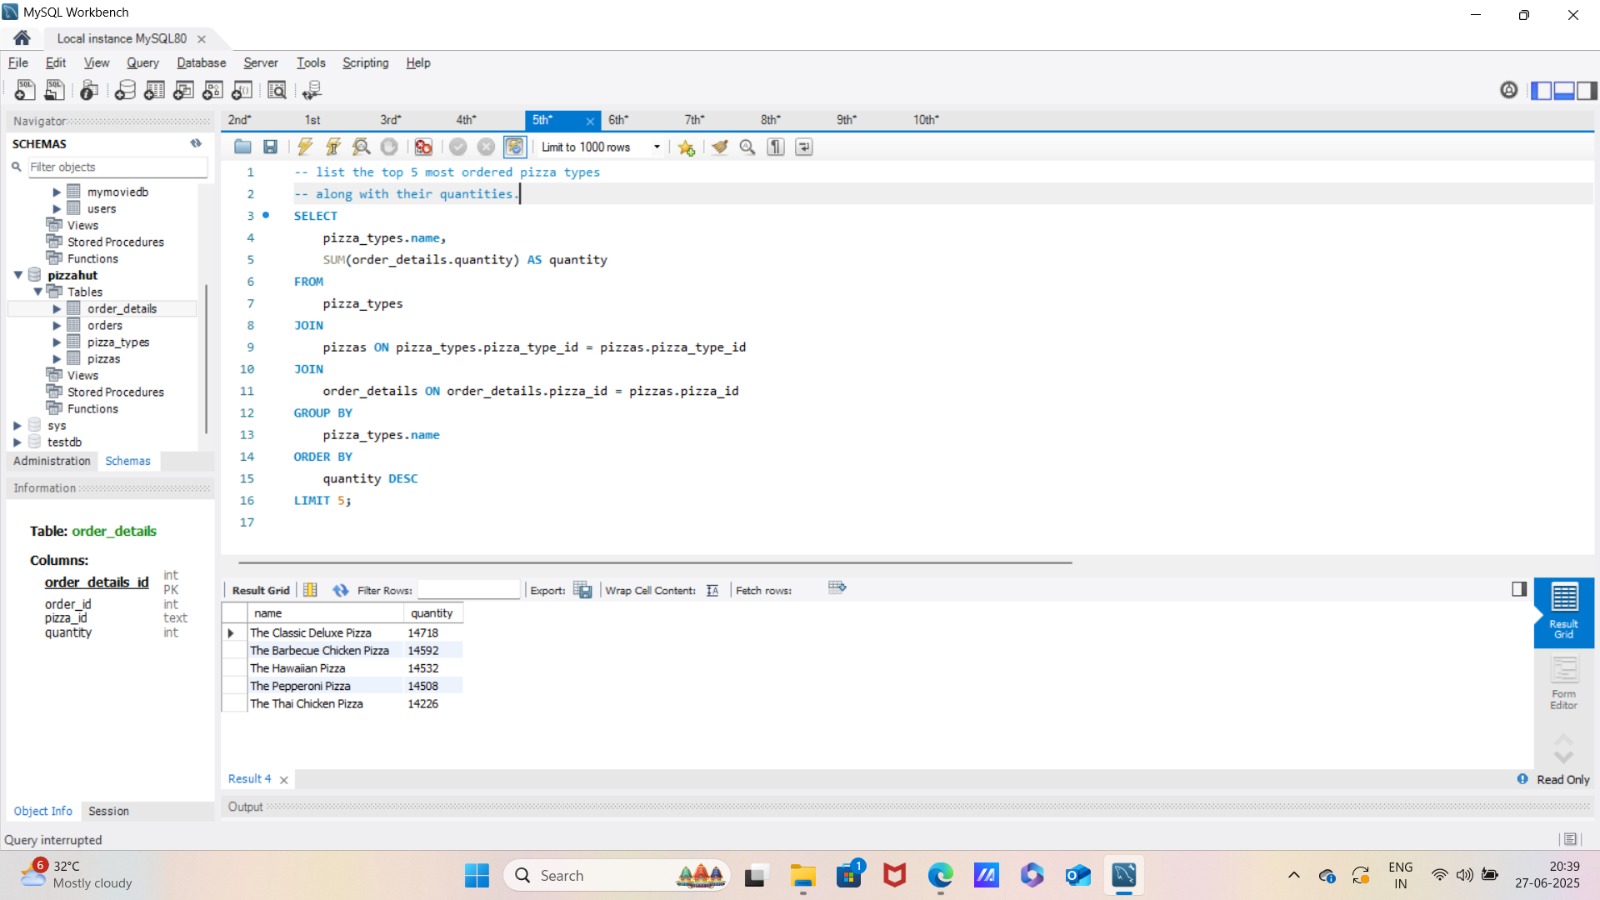 MySQL Workbench
Local instance MySQL80
File Edit View Query Database Server Tools Scripting Help
Navigator
SCHEMAS
Filter objects
mymoviedb
users
Views
Stored Procedures
Functions
pizzahut
Tables
order_details
orders
pizza_types
pizzas
Views
Stored Procedures
Functions
sys
testdb
Administration Schemas
Information
Table: order_details
Columns:
order_details_id int PK
order_id int
pizza_id text
quantity int
Object Info Session
2nd* 1st 3rd* 4th* 5th* 6th* 7th* 8th* 9th* 10th*
Limit to 1000 rows
1 -- list the top 5 most ordered pizza types
2 -- along with their quantities.
3 SELECT
4 pizza_types.name,
5 SUM(order_details.quantity) AS quantity
6 FROM
7 pizza_types
8 JOIN
9 pizzas ON pizza_types.pizza_type_id = pizzas.pizza_type_id
10 JOIN
11 order_details ON order_details.pizza_id = pizzas.pizza_id
12 GROUP BY
13 pizza_types.name
14 ORDER BY
15 quantity DESC
16 LIMIT 5;
17
Result Grid Filter Rows: Export: Wrap Cell Content: Fetch rows:
name quantity
The Classic Deluxe Pizza 14718
The Barbecue Chicken Pizza 14592
The Hawaiian Pizza 14532
The Pepperoni Pizza 14508
The Thai Chicken Pizza 14226
Result Grid
Form Editor
Result 4 Read Only
Output
Query interrupted
6 32°C
Mostly cloudy
Search
1
ENG
IN
20:39
27-06-2025